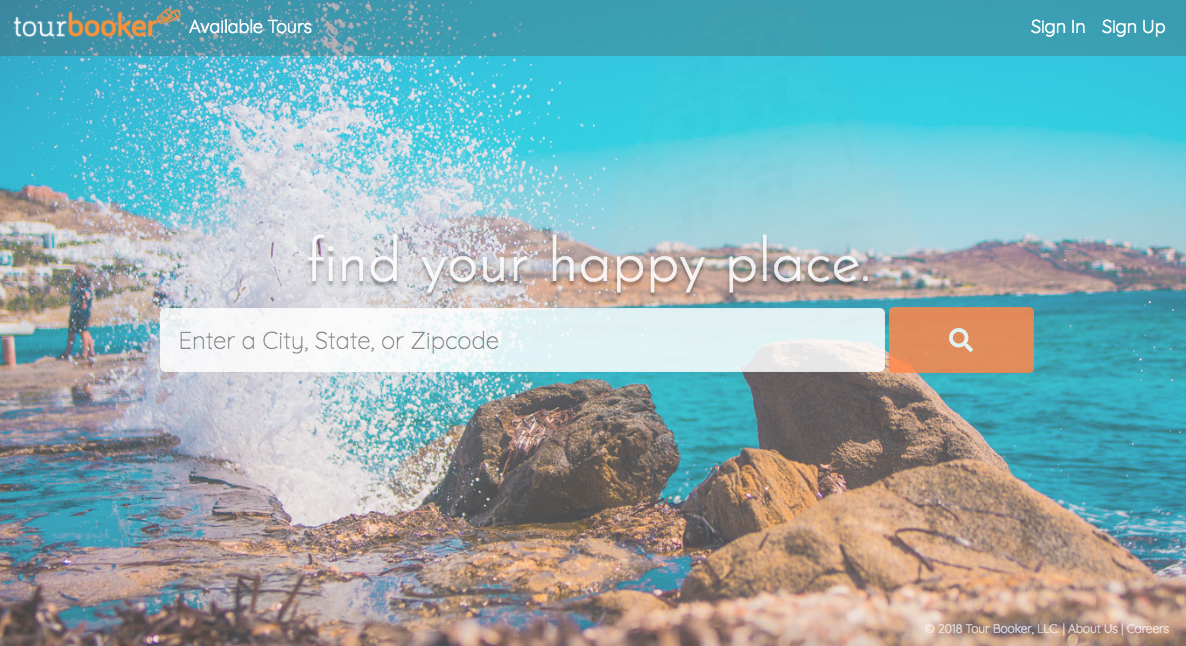 tourbooker Available Tours Sign In Sign Up
find your happy place.
Enter a City, State, or Zipcode
© 2018 Tour Booker, LLC. | About Us | Careers